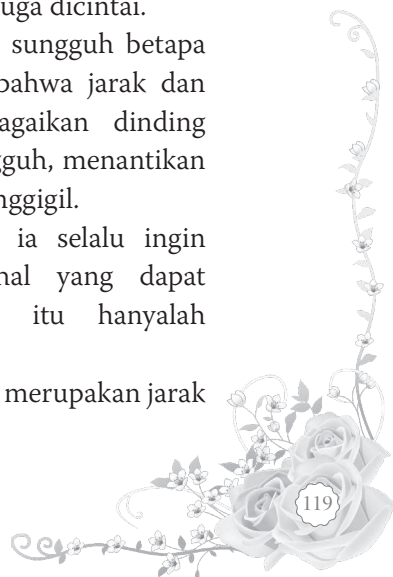 uga dicintai.
sungguh betapa
bahwa jarak dan
agaikan dinding
gguh, menantikan
nggigil.
ia selalu ingin
nal yang dapat
itu hanyalah
merupakan jarak
119